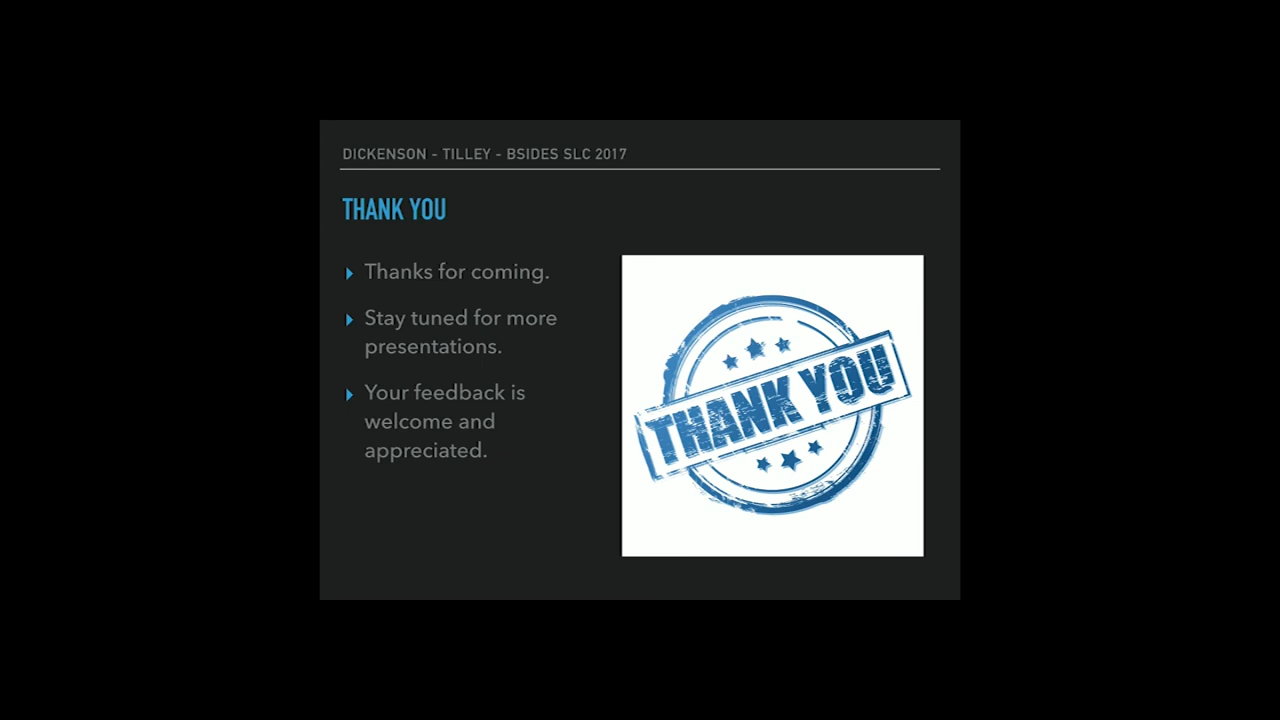 DICKENSON - TILLEY - BSIDES SLC 2017
THANK YOU
Thanks for coming.
Stay tuned for more
presentations.
Your feedback is
welcome and
appreciated.
THANK YOU